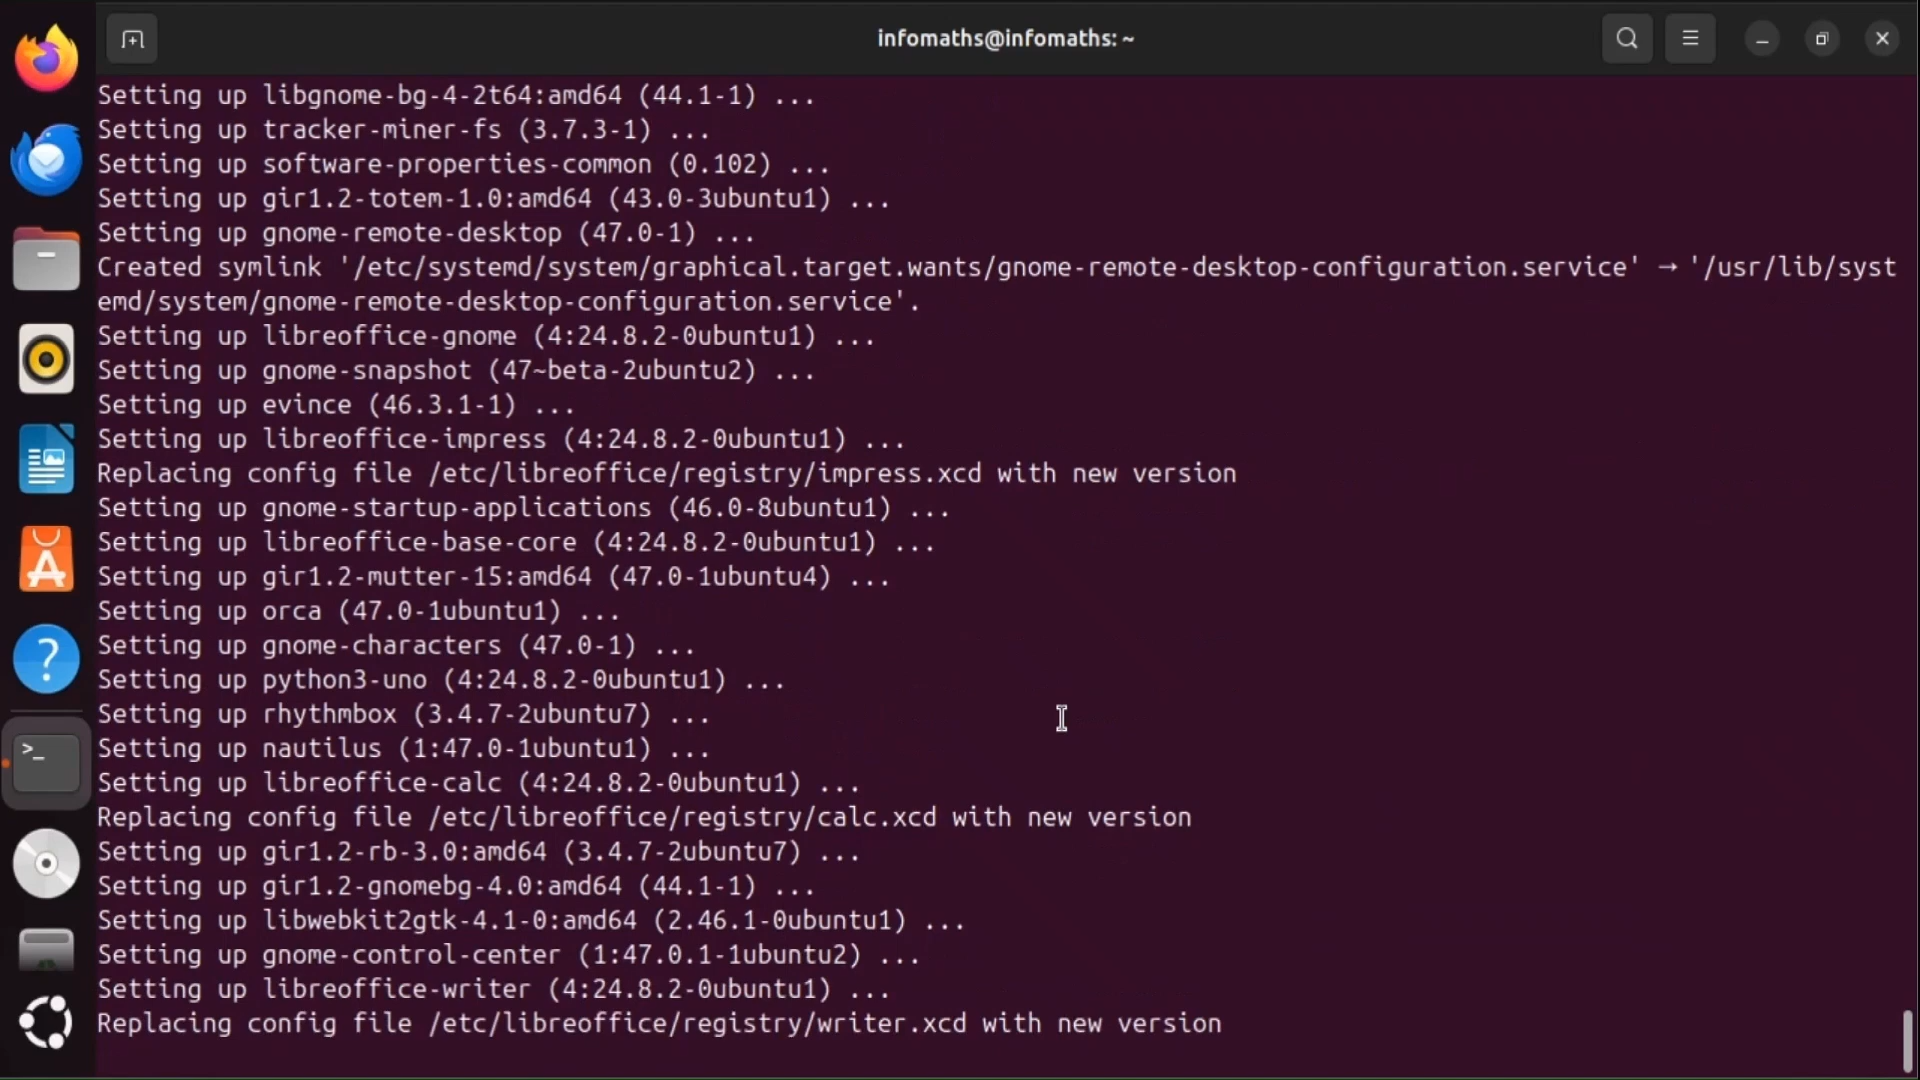 infomaths@infomaths: ~
Setting up libgnome-bg-4-2t64:amd64 (44.1-1) ...
Setting up tracker-miner-fs (3.7.3-1) ...
Setting up software-properties-common (0.102) ...
Setting up gir1.2-totem-1.0:amd64 (43.0-3ubuntu1) ...
Setting up gnome-remote-desktop (47.0-1) ...
Created symlink '/etc/systemd/system/graphical.target.wants/gnome-remote-desktop-configuration.service' → '/usr/lib/syst
emd/system/gnome-remote-desktop-configuration.service'.
Setting up libreoffice-gnome (4:24.8.2-0ubuntu1) ...
Setting up gnome-snapshot (47~beta-2ubuntu2) ...
Setting up evince (46.3.1-1) ...
Setting up libreoffice-impress (4:24.8.2-0ubuntu1) ...
Replacing config file /etc/libreoffice/registry/impress.xcd with new version
Setting up gnome-startup-applications (46.0-8ubuntu1) ...
Setting up libreoffice-base-core (4:24.8.2-0ubuntu1) ...
Setting up gir1.2-mutter-15:amd64 (47.0-1ubuntu4) ...
Setting up orca (47.0-1ubuntu1) ...
Setting up gnome-characters (47.0-1) ...
Setting up python3-uno (4:24.8.2-0ubuntu1) ...
Setting up rhythmbox (3.4.7-2ubuntu7) ...
Setting up nautilus (1:47.0-1ubuntu1) ...
Setting up libreoffice-calc (4:24.8.2-0ubuntu1) ...
Replacing config file /etc/libreoffice/registry/calc.xcd with new version
Setting up gir1.2-rb-3.0:amd64 (3.4.7-2ubuntu7) ...
Setting up gir1.2-gnomebg-4.0:amd64 (44.1-1) ...
Setting up libwebkit2gtk-4.1-0:amd64 (2.46.1-0ubuntu1) ...
Setting up gnome-control-center (1:47.0.1-1ubuntu2) ...
Setting up libreoffice-writer (4:24.8.2-0ubuntu1) ...
Replacing config file /etc/libreoffice/registry/writer.xcd with new version